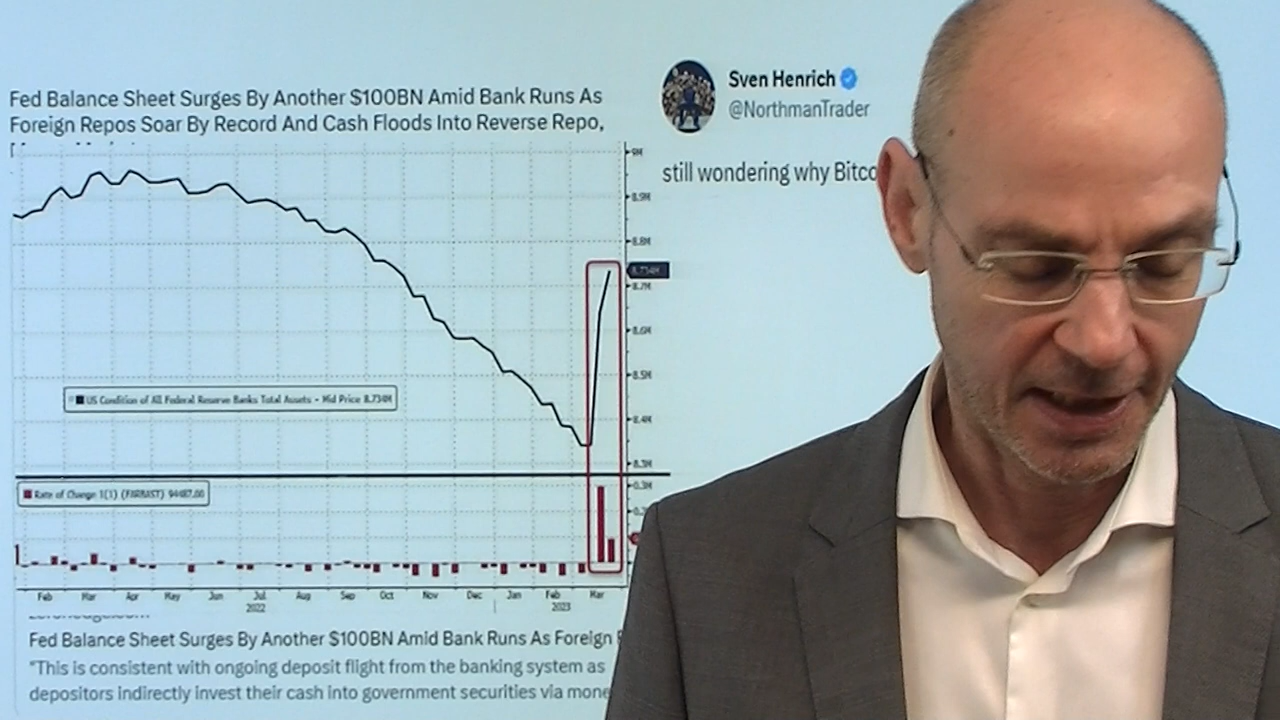 Fed Balance Sheet Surges By Another $100BN Amid Bank Runs As
Foreign Repos Soar By Record And Cash Floods Into Reverse Repo,
Sven Henrich
@NorthmanTrader
still wondering why Bitco
9M
8.9M
8.8M
8.734M
8.7M
8.6M
8.5M
8.4M
8.3M
US Condition of All Federal Reserve Banks Total Assets - Mid Price 8.734M
Rate of Change 1(1) (FARBAST) 94487.00
0.3M
0.2
Feb Mar Apr May Jun Jul Aug Sep Oct Nov Dec Jan Feb Mar
2022 2023
zerohedge.com
Fed Balance Sheet Surges By Another $100BN Amid Bank Runs As Foreign
"This is consistent with ongoing deposit flight from the banking system as
depositors indirectly invest their cash into government securities via mone